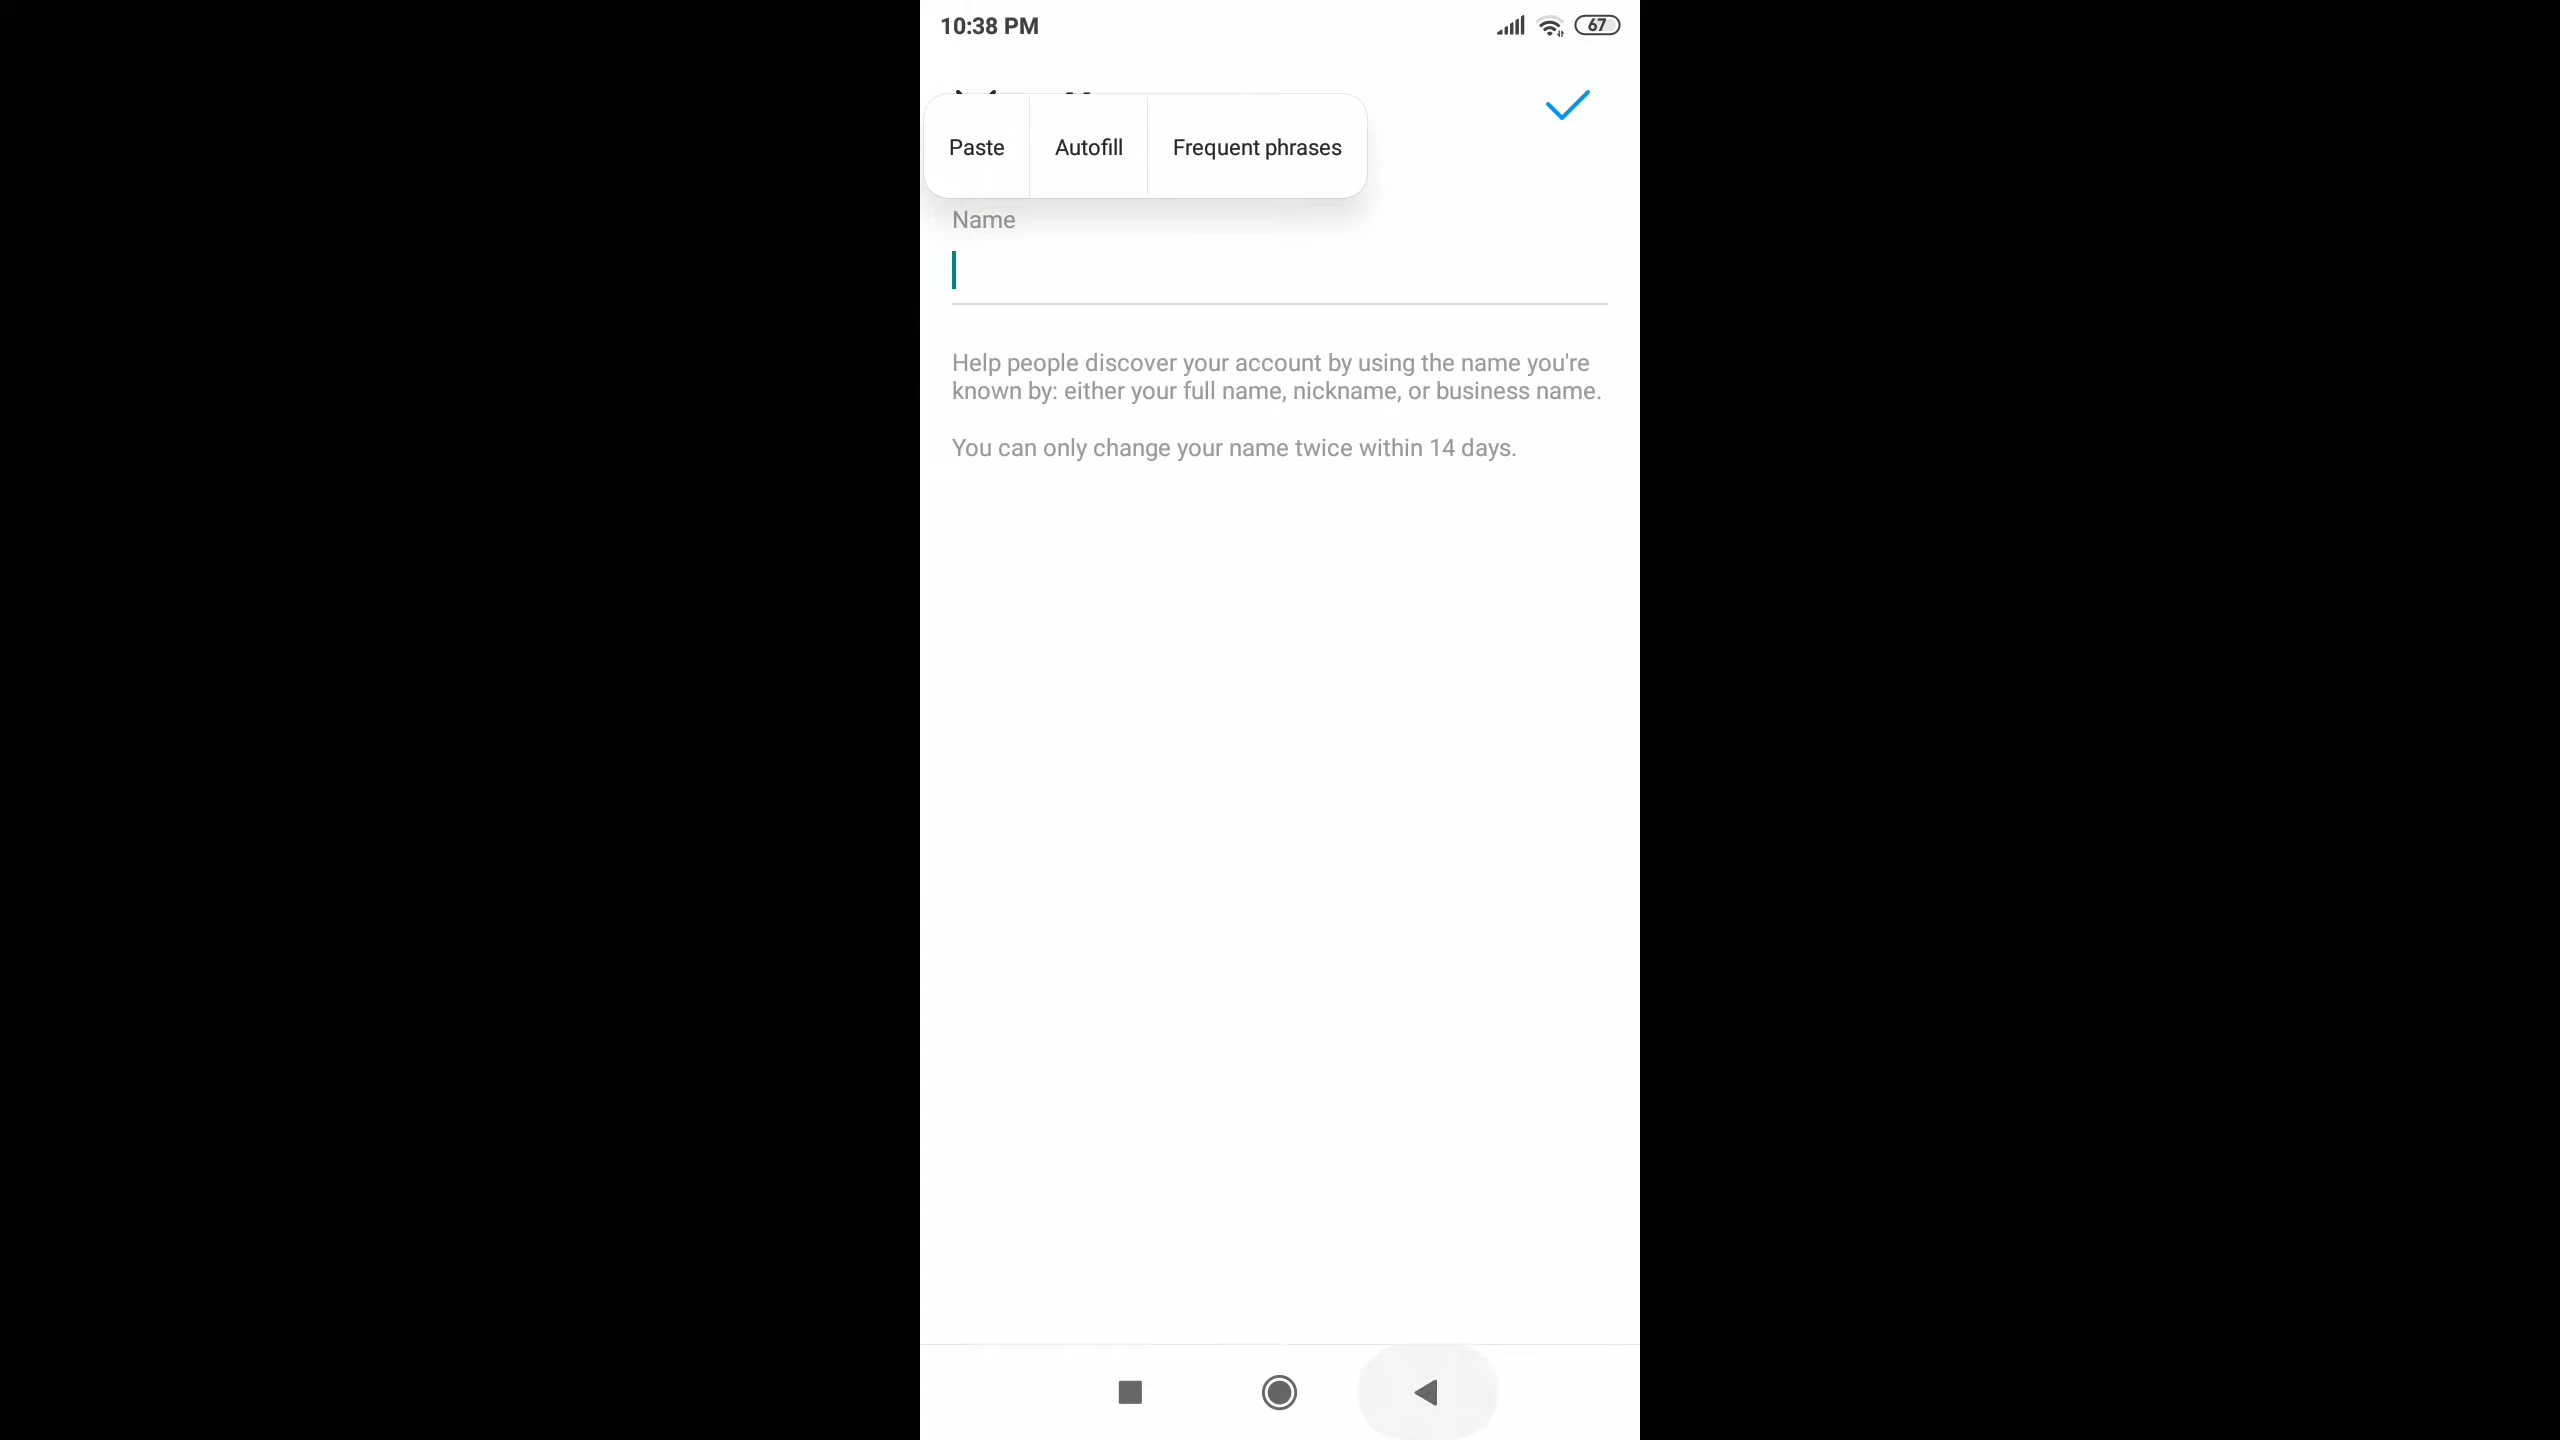 10:38 PM
67
Paste
Autofill
Frequent phrases
Name
Help people discover your account by using the name you're
known by: either your full name, nickname, or business name.
You can only change your name twice within 14 days.